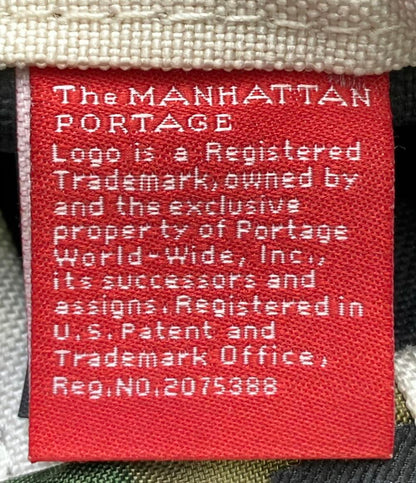 The MANHATTAN
PORTAGE
Logo is a Registered
Trademark, owned by
and the exclusive
property of Portage
World-Wide, Inc.,
its successors and
assigns. Registered in
U.S. Patent and
Trademark Office,
Reg.NO.2075388